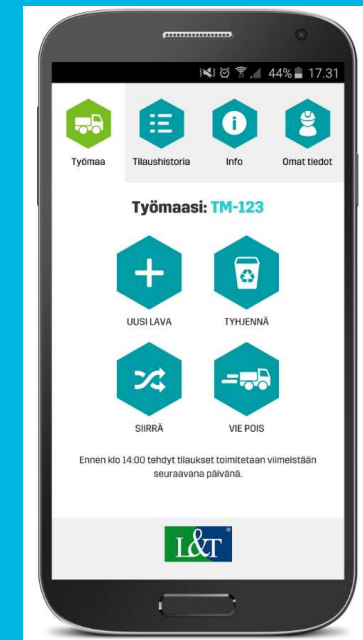 44% 17.31
Työmaa Tilaushistoria Info Omat tiedot
Työmaasi: TM-123
UUSI LAVA TYHJENNÄ
SIIRRÄ VIE POIS
Ennen klo 14:00 tehdyt tilaukset toimitetaan viimeistään
seuraavana päivänä.
L&T